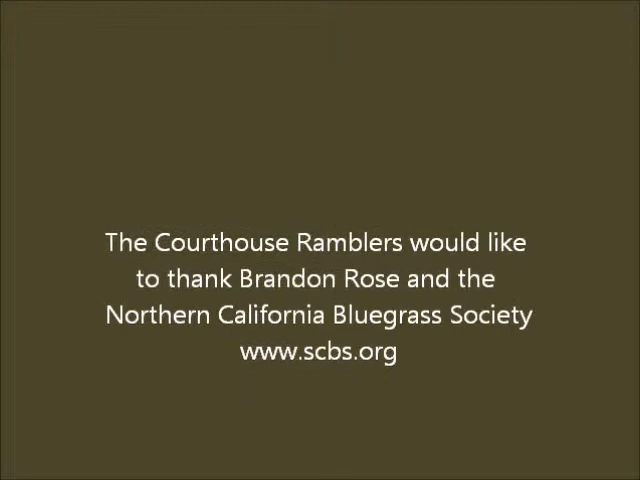 The Courthouse Ramblers would like
to thank Brandon Rose and the
Northern California Bluegrass Society
www.scbs.org